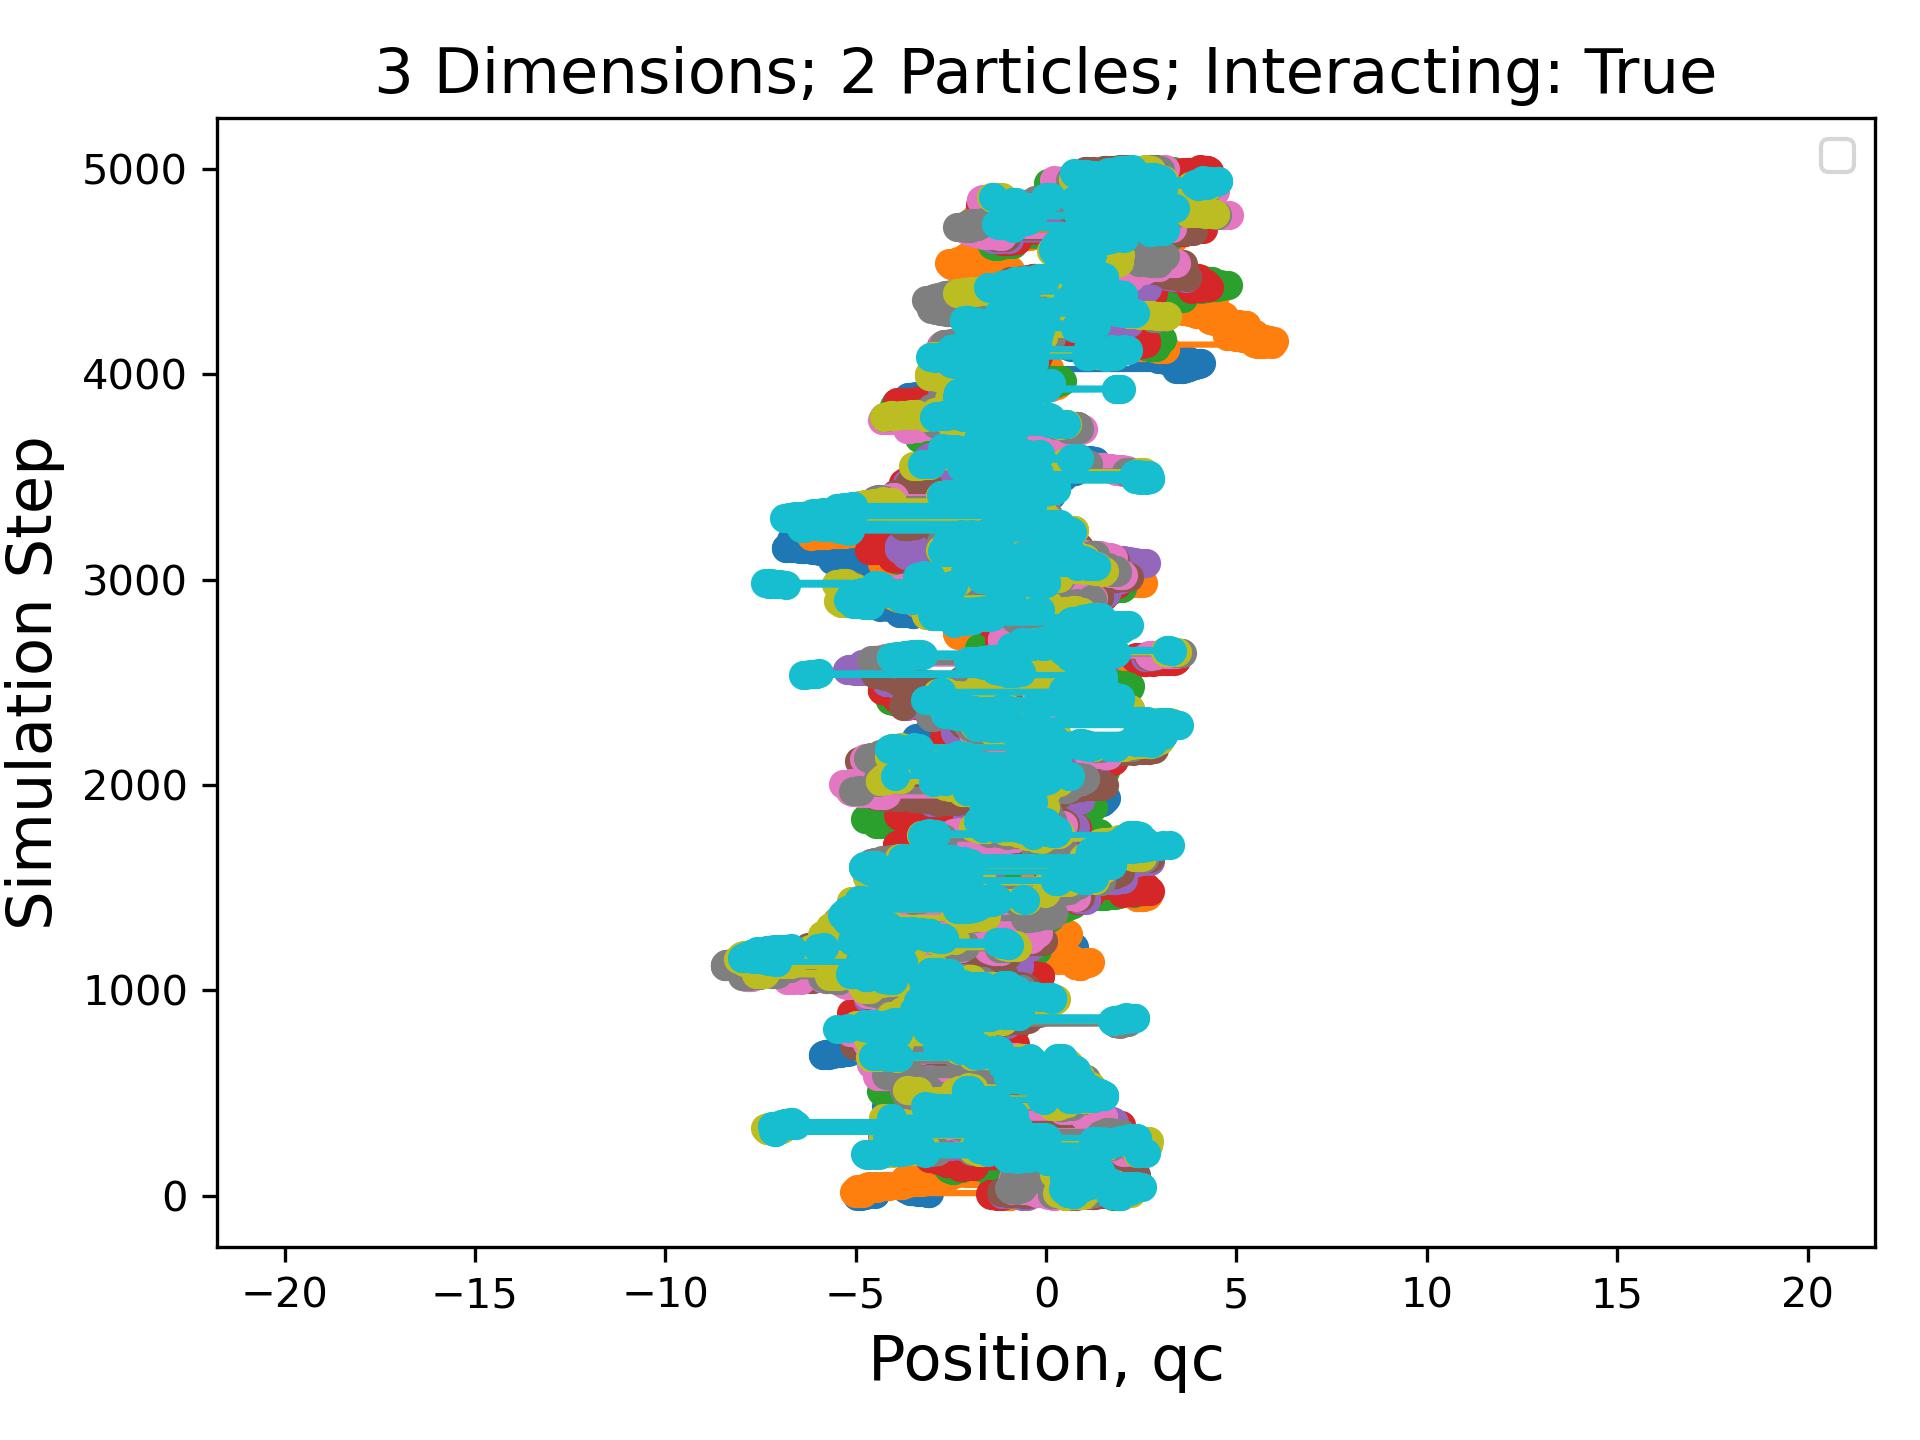 3 Dimensions; 2 Particles; Interacting: True
Simulation Step
5000
4000
3000
2000
1000
0
−20 −15 −10 −5 0 5 10 15 20
Position, qc